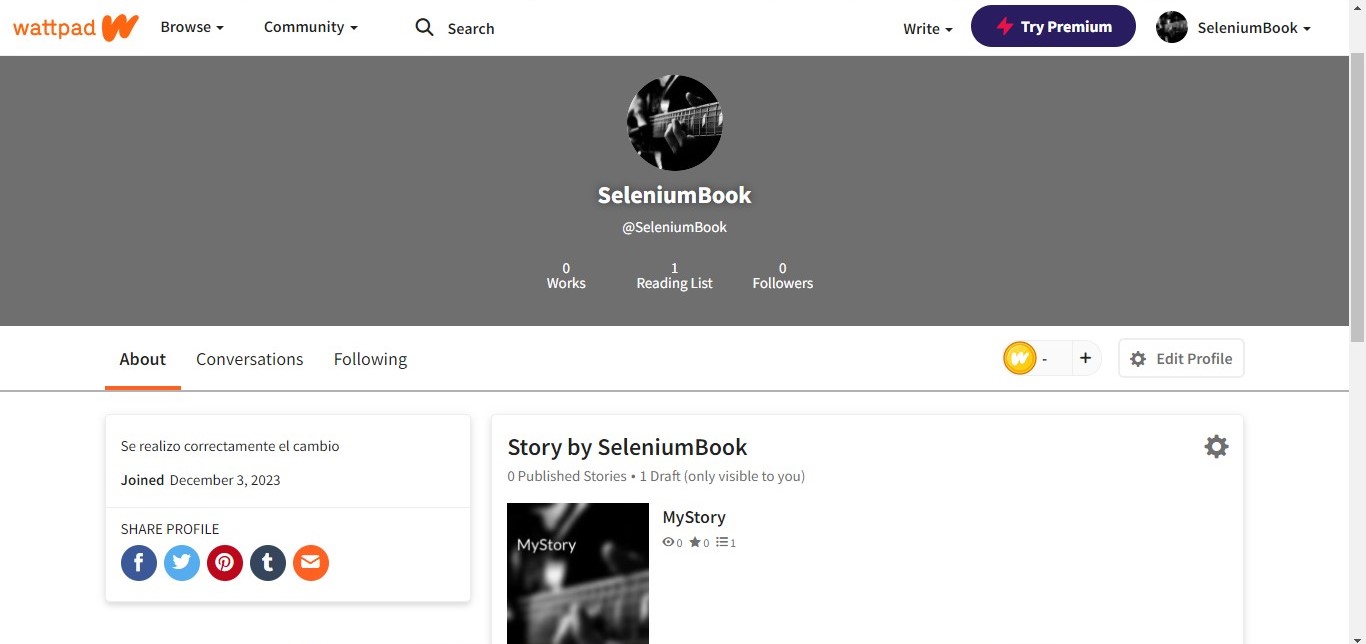 wattpad
Browse
Community
Search
Write
Try Premium
SeleniumBook
SeleniumBook
@SeleniumBook
0 1 0
Works Reading List Followers
About Conversations Following
-
+
Edit Profile
Se realizo correctamente el cambio
Joined December 3, 2023
SHARE PROFILE
Story by SeleniumBook
0 Published Stories • 1 Draft (only visible to you)
MyStory
MyStory
0 0 1